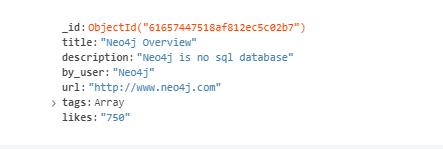 _id: ObjectId("61657447518af812ec5c02b7")
title: "Neo4j Overview"
description: "Neo4j is no sql database"
by_user: "Neo4j"
url: "http://www.neo4j.com"
> tags: Array
likes: "750"